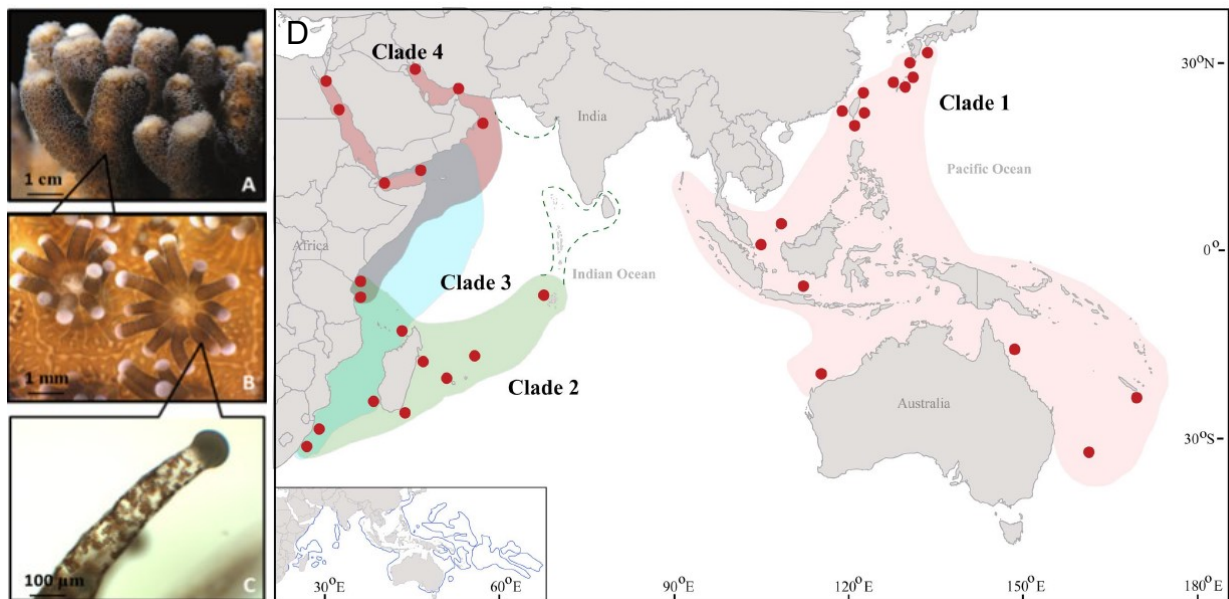 1 cm
A
1 mm
B
100 µm
C
D
Clade 4
India
Clade 1
Pacific Ocean
Africa
Clade 3
Indian Ocean
Clade 2
Australia
30°N
0°
30°S
30°E
60°E
90°E
120°E
150°E
180°E